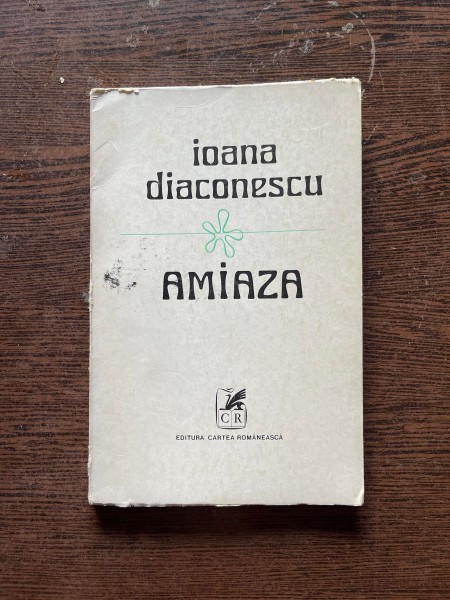 ioana
diaconescu
AMiAZA
CR
EDITURA CARTEA ROMÂNEASCĂ